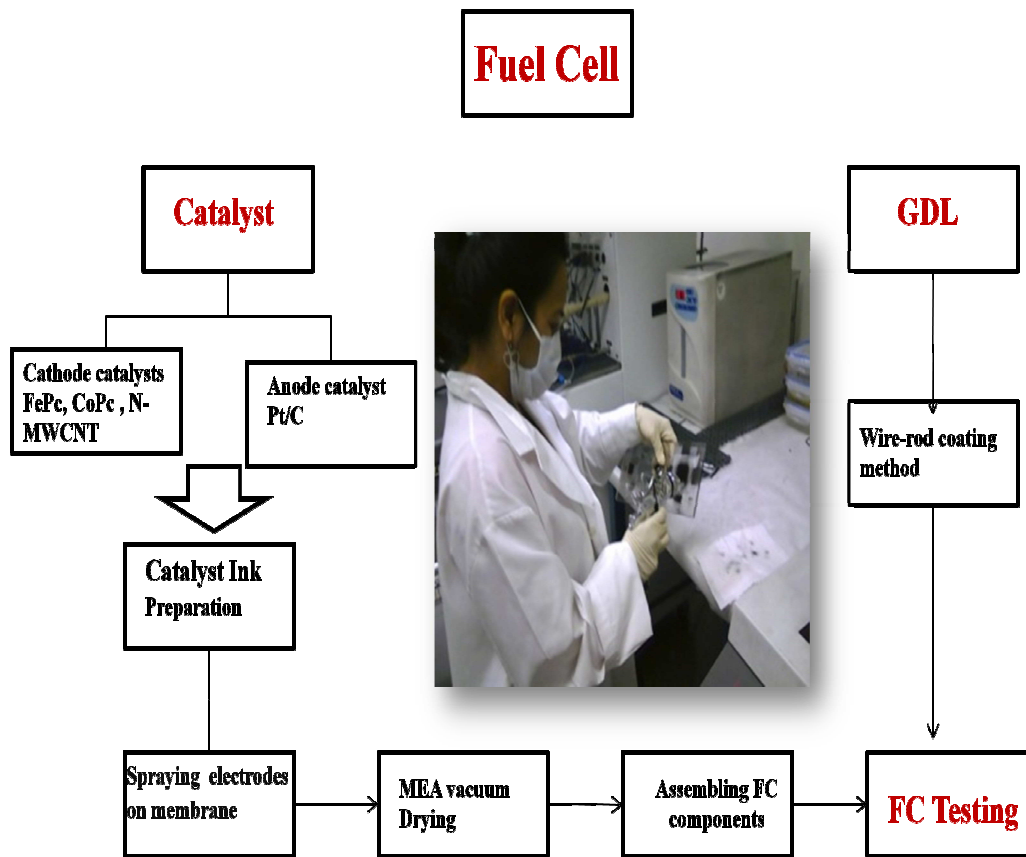 Fuel Cell
Catalyst
GDL
Cathode catalysts
FePc, CoPc , N-
MWCNT
Anode catalyst
Pt/C
Wire-rod coating
method
Catalyst Ink
Preparation
Spraying electrodes
on membrane
MEA vacuum
Drying
Assembling FC
components
FC Testing